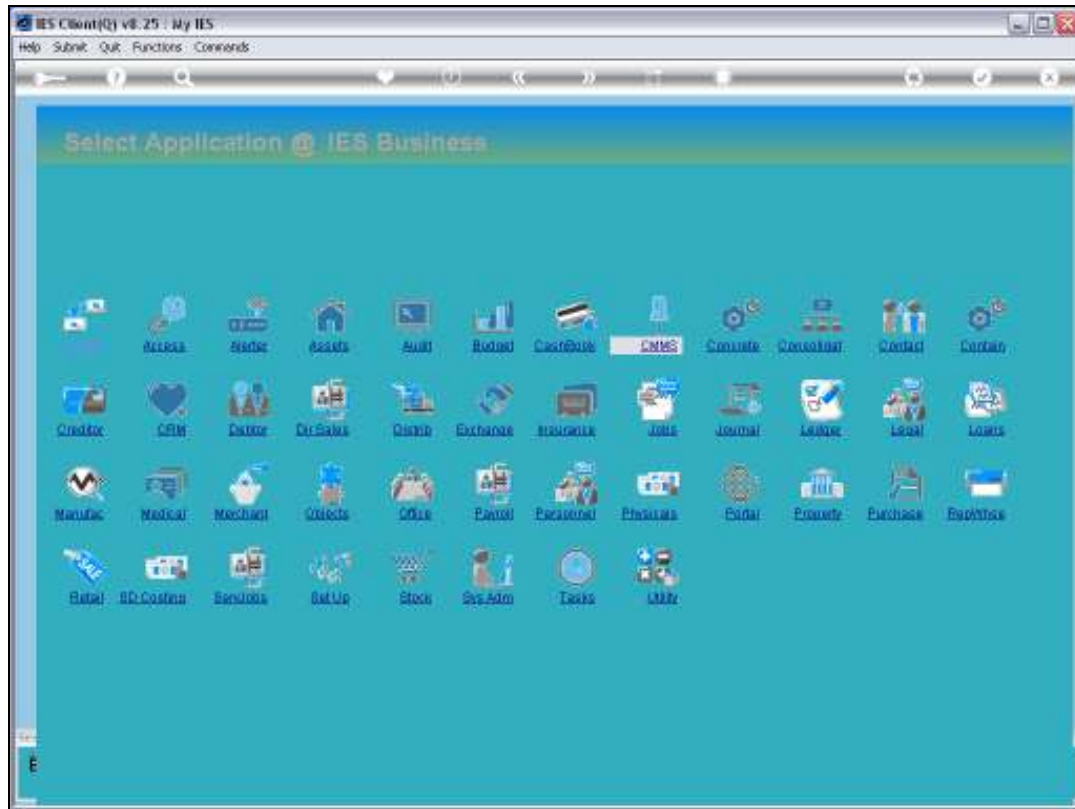 IES Client(Q) v8.25 : My IES
Help Submit Quit Functions Commands
Select Application @ IES Business
Access Alerter Assets Audit Budget CashBook CMMS Concrete Consolidat Contact Contain
Creditor CRM Debtor Dir.Sales Distrib Exchange Insurance Jobs Journal Ledger Legal Loans
Manufac Medical Merchant Objects Office Payroll Personnel Physicals Portal Property Purchase RepWhse
Retail SD.Costing ServJobs Set Up Stock Sys.Adm Tasks Utility